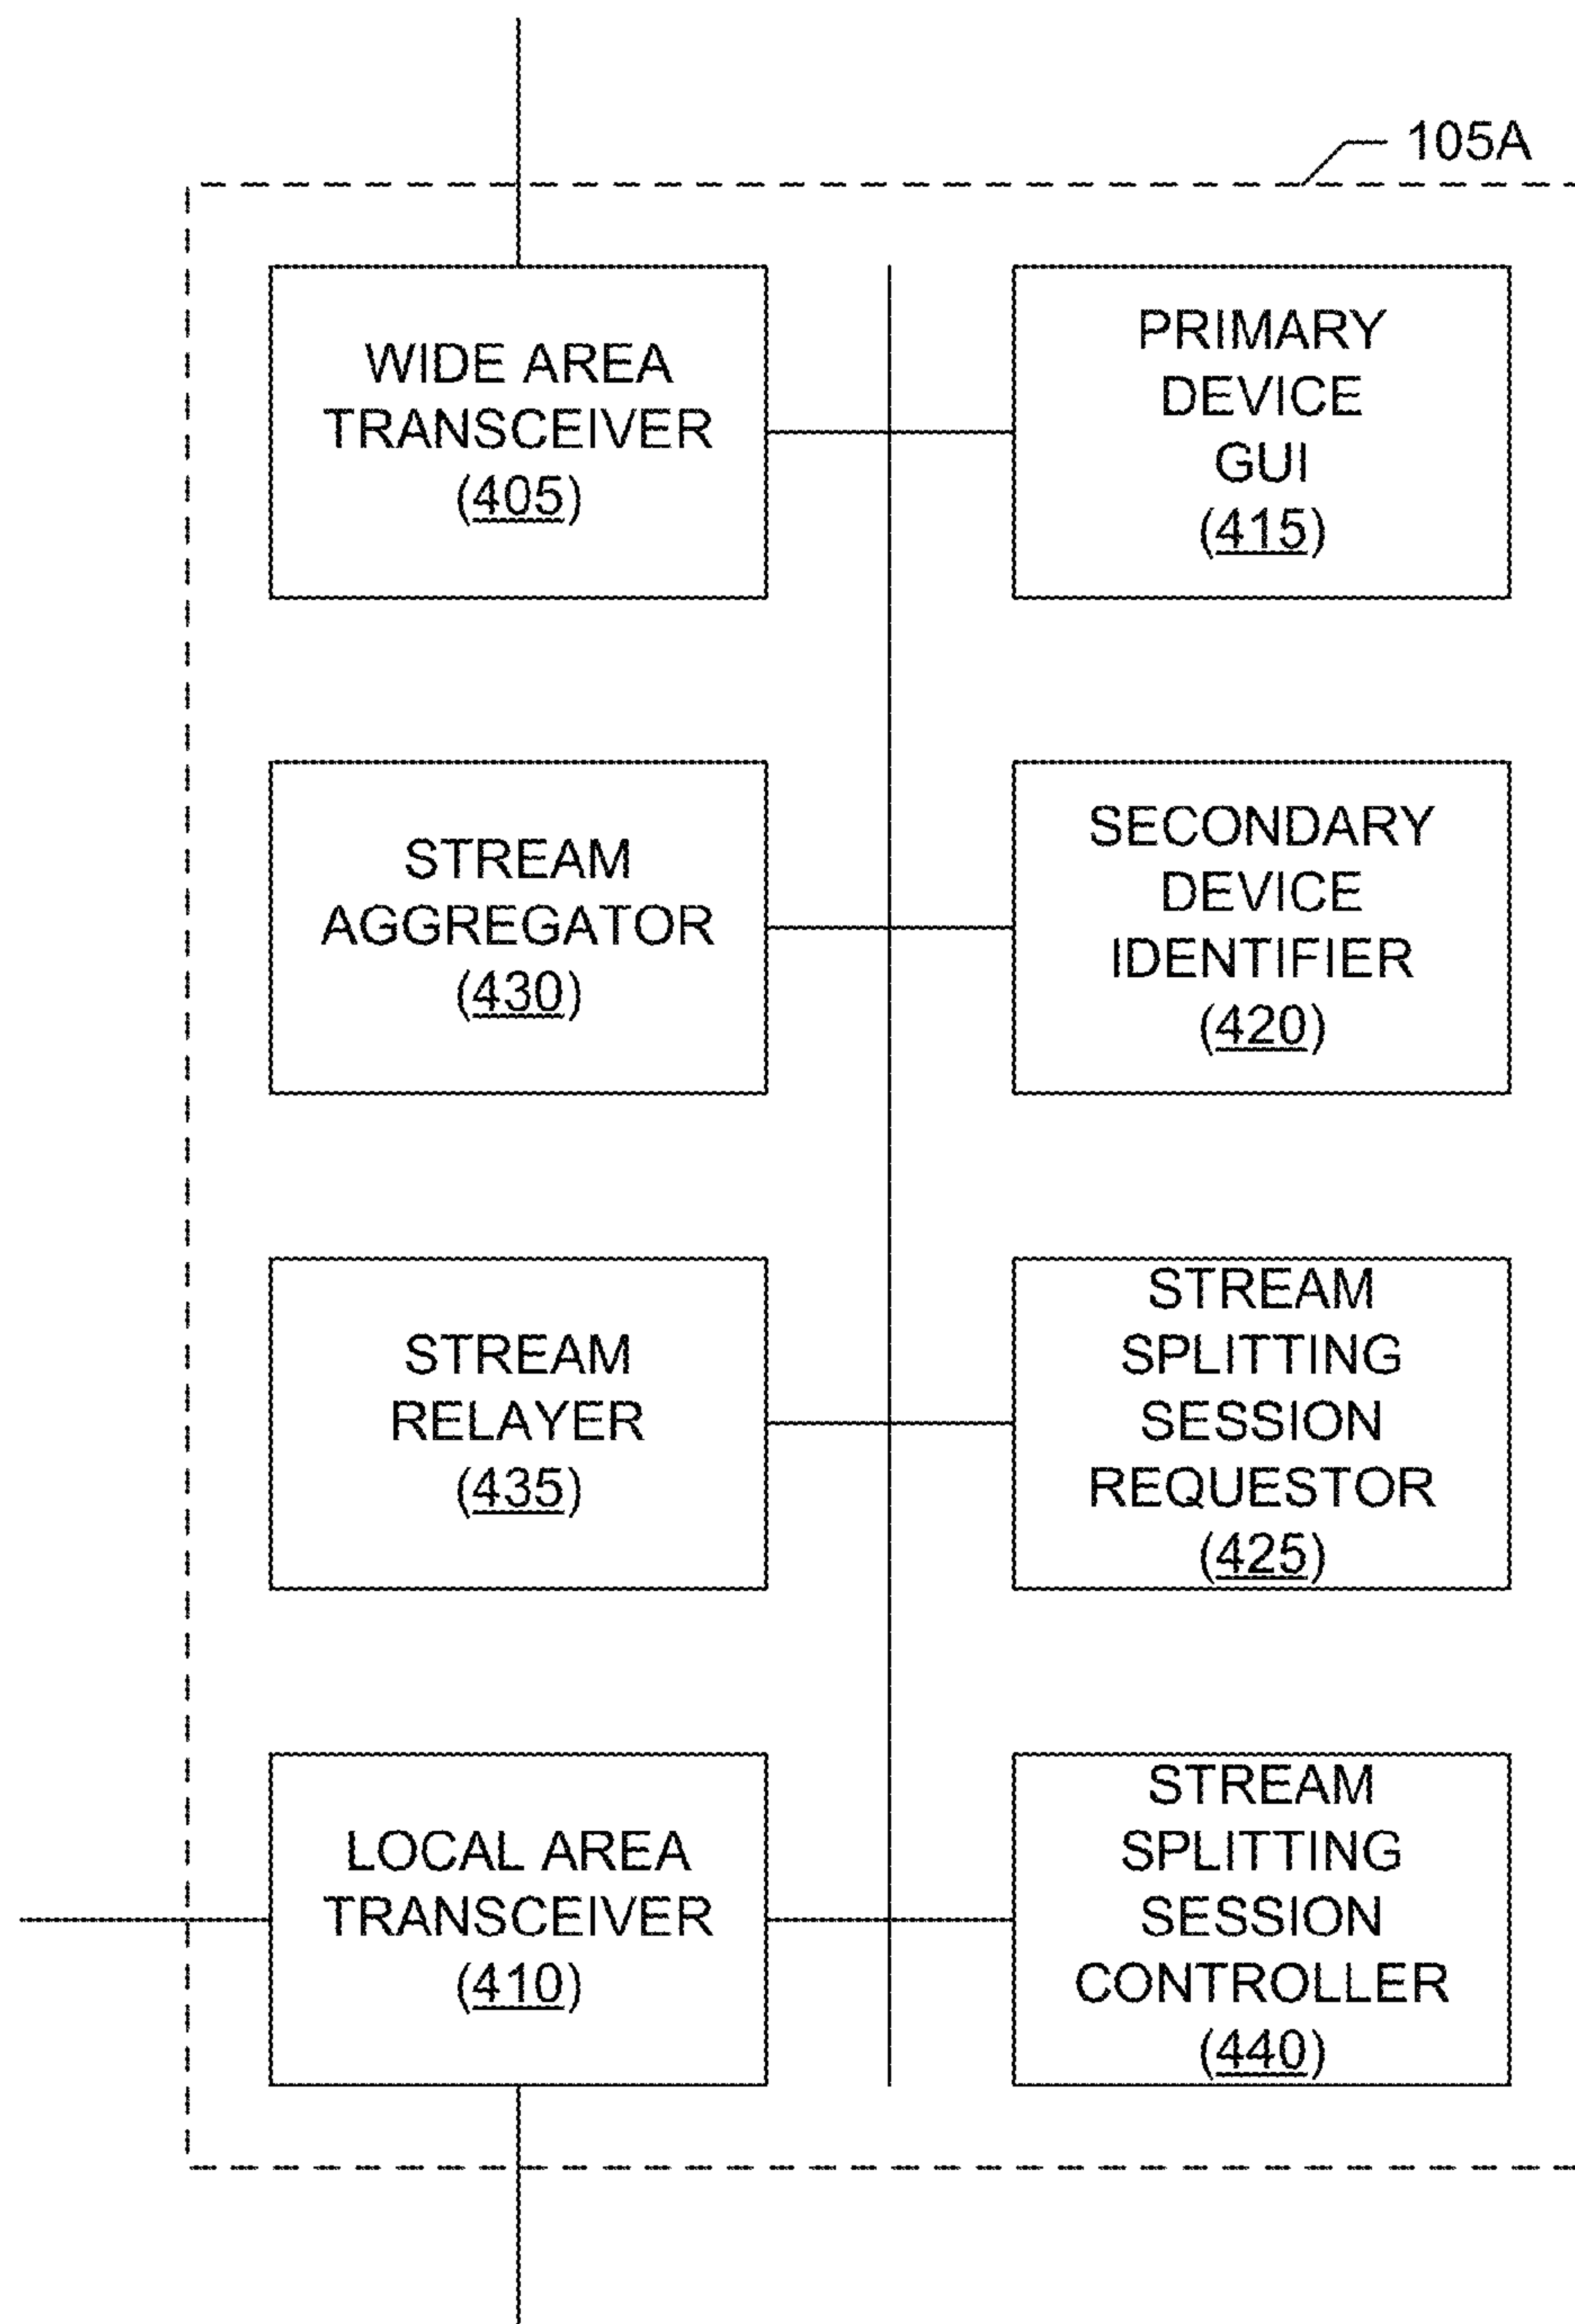 105A
WIDE AREA
TRANSCEIVER
(405)
PRIMARY
DEVICE
GUI
(415)
STREAM
AGGREGATOR
(430)
SECONDARY
DEVICE
IDENTIFIER
(420)
STREAM
RELAYER
(435)
STREAM
SPLITTING
SESSION
REQUESTOR
(425)
LOCAL AREA
TRANSCEIVER
(410)
STREAM
SPLITTING
SESSION
CONTROLLER
(440)